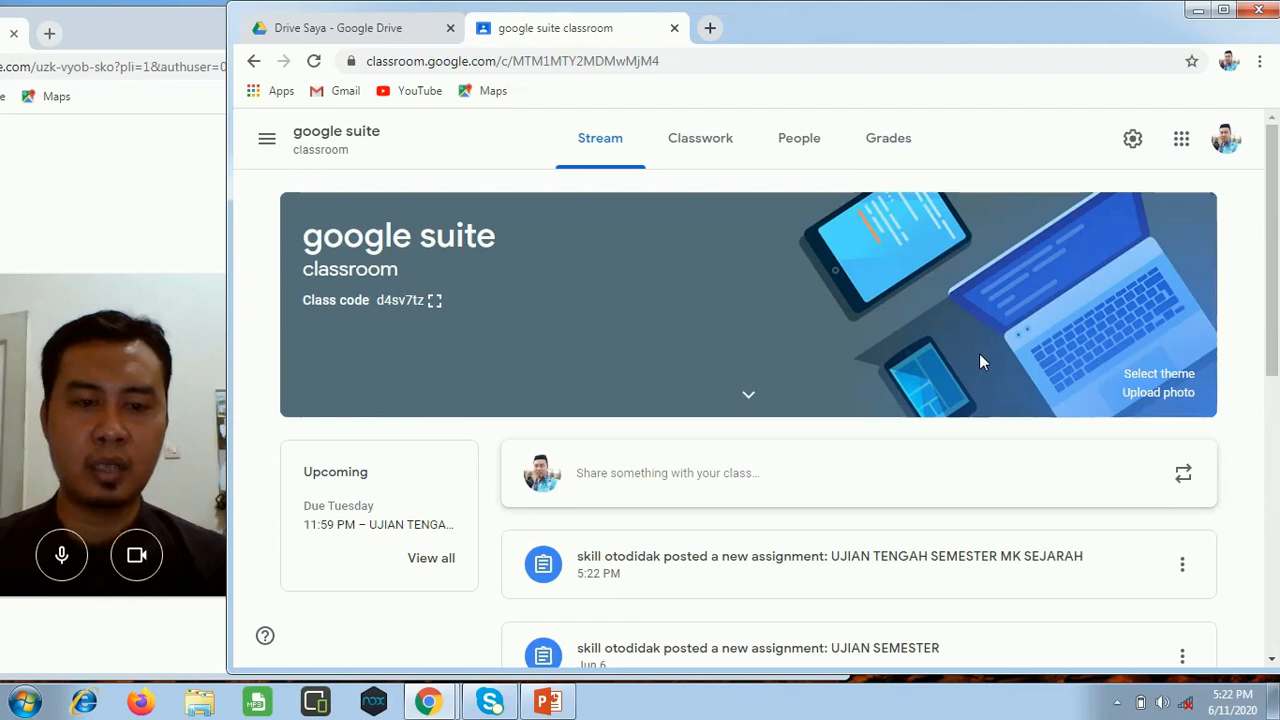 Drive Saya - Google Drive
google suite classroom
e.com/uzk-vyob-sko?pli=1&authuser=0
classroom.google.com/c/MTM1MTY2MDMwMjM4
Maps
Apps
Gmail
YouTube
Maps
google suite
classroom
Stream
Classwork
People
Grades
google suite
classroom
Class code d4sv7tz
Select theme
Upload photo
Upcoming
Due Tuesday
11:59 PM – UJIAN TENGA...
View all
Share something with your class...
skill otodidak posted a new assignment: UJIAN TENGAH SEMESTER MK SEJARAH
5:22 PM
skill otodidak posted a new assignment: UJIAN SEMESTER
Jun 6
MP3
nox
5:22 PM
6/11/2020